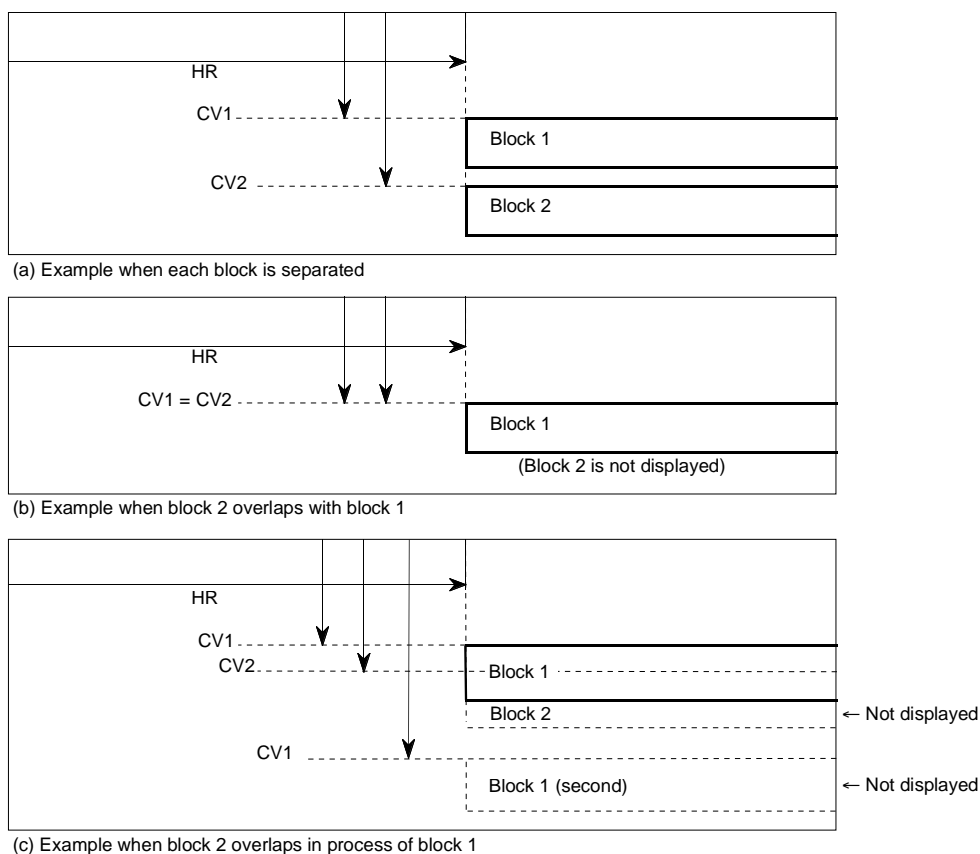 HR
CV1
Block 1
CV2
Block 2
(a) Example when each block is separated
HR
CV1 = CV2
Block 1
(Block 2 is not displayed)
(b) Example when block 2 overlaps with block 1
HR
CV1
CV2
Block 1
Block 2
← Not displayed
CV1
Block 1 (second)
← Not displayed
(c) Example when block 2 overlaps in process of block 1